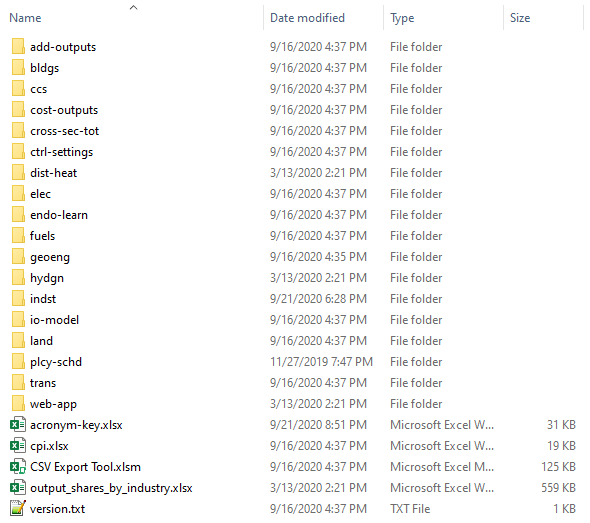 Name Date modified Type Size
add-outputs 9/16/2020 4:37 PM File folder
bldgs 9/16/2020 4:37 PM File folder
ccs 9/16/2020 4:37 PM File folder
cost-outputs 9/16/2020 4:37 PM File folder
cross-sec-tot 9/16/2020 4:37 PM File folder
ctrl-settings 9/16/2020 4:37 PM File folder
dist-heat 3/13/2020 2:21 PM File folder
elec 9/16/2020 4:37 PM File folder
endo-learn 9/16/2020 4:37 PM File folder
fuels 9/16/2020 4:37 PM File folder
geoeng 9/16/2020 4:35 PM File folder
hydgn 3/13/2020 2:21 PM File folder
indst 9/21/2020 6:28 PM File folder
io-model 9/16/2020 4:37 PM File folder
land 9/16/2020 4:37 PM File folder
plcy-schd 11/27/2019 7:47 PM File folder
trans 9/16/2020 4:37 PM File folder
web-app 3/13/2020 2:21 PM File folder
acronym-key.xlsx 9/21/2020 8:51 PM Microsoft Excel W... 31 KB
cpi.xlsx 9/16/2020 4:37 PM Microsoft Excel W... 19 KB
CSV Export Tool.xlsm 9/16/2020 4:37 PM Microsoft Excel M... 125 KB
output_shares_by_industry.xlsx 3/13/2020 2:21 PM Microsoft Excel W... 559 KB
version.txt 9/16/2020 4:37 PM TXT File 1 KB